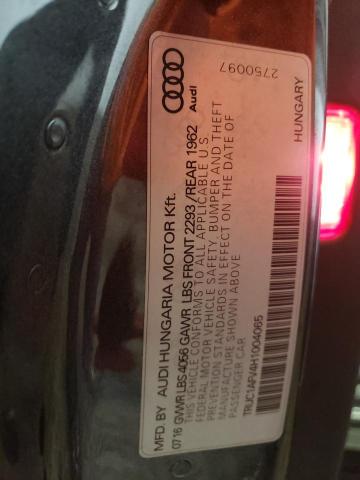 Audi
2750097
MFD. BY AUDI HUNGARIA MOTOR Kft.
07 16 GVWR LBS 4056 GAWR LBS FRONT 2293 /REAR 1962
THIS VEHICLE CONFORMS TO ALL APPLICABLE U S
FEDERAL MOTOR VEHICLE SAFETY, BUMPER AND THEFT
PREVENTION STANDARDS IN EFFECT ON THE DATE OF
MANUFACTURE SHOWN ABOVE
PASSENGER CAR
TRUC1AFV4H1004065
HUNGARY